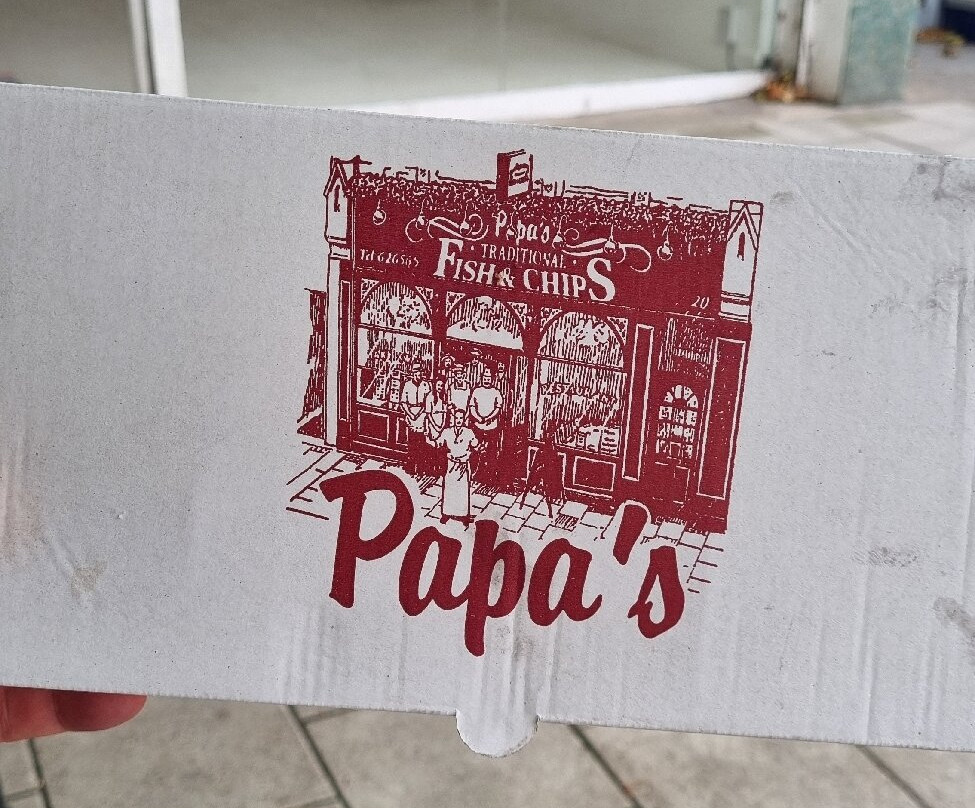 Papa's
· TRADITIONAL ·
FISH & CHIPS
Tel 626565
20
Papa's